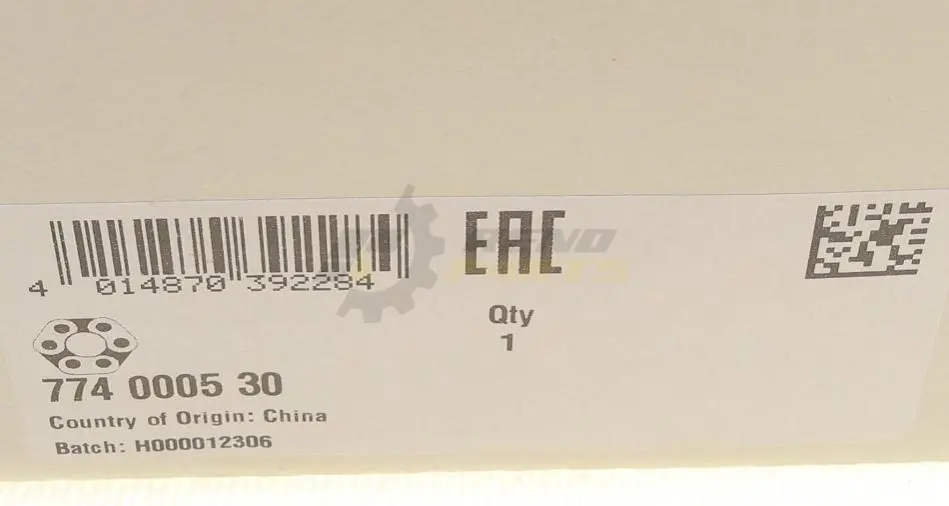 4 014870 392284
EAC
Qty
1
774 0005 30
Country of Origin: China
Batch: H000012306